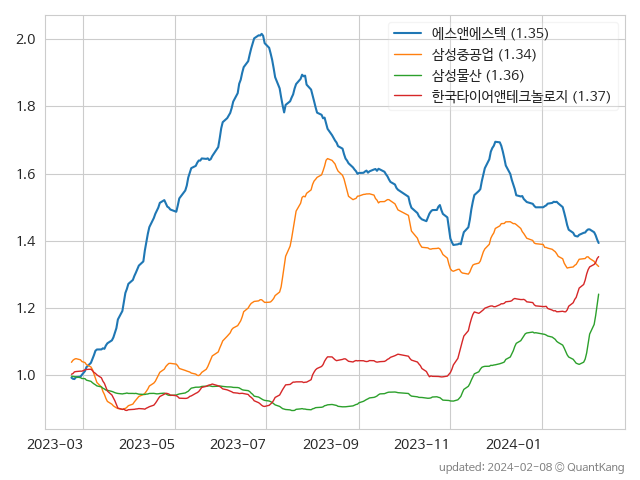 에스앤에스텍 (1.35)
삼성중공업 (1.34)
삼성물산 (1.36)
한국타이어앤테크놀로지 (1.37)
2.0
1.8
1.6
1.4
1.2
1.0
2023-03 2023-05 2023-07 2023-09 2023-11 2024-01
updated: 2024-02-08 © QuantKang